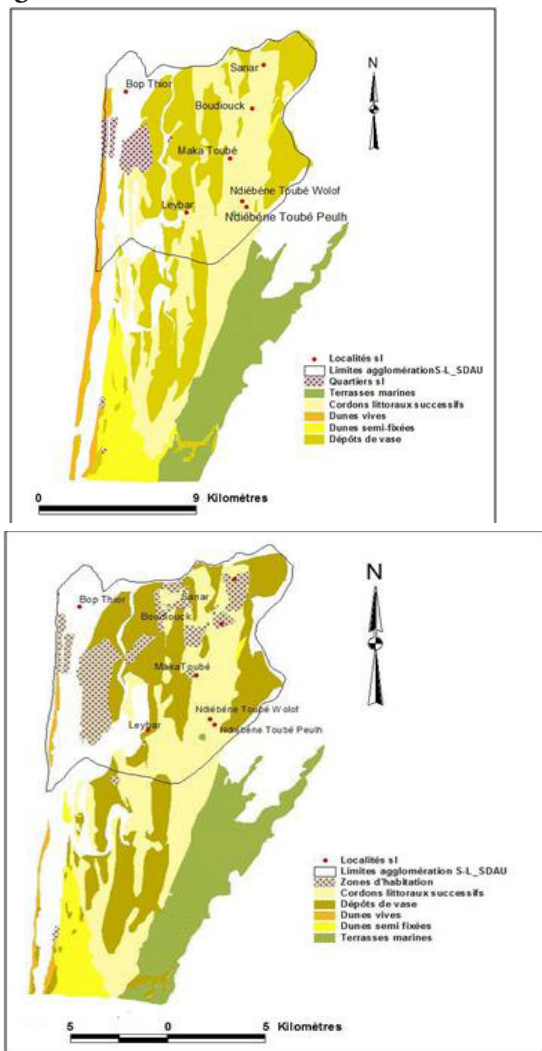 Sanar
N
Bop Thior
Boudiouck
Maka Toubé
Ndiébène Toubé Wolof
Leybar
Ndiébène Toubé Peulh
Localités sl
Limites agglomérationS-L_SDAU
Quartiers sl
Terrasses marines
Cordons littoraux successifs
Dunes vives
Dunes semi-fixées
Dépôts de vase
0 9 Kilomètres
N
Sanar
Bop Thior
Boudiouck
MakaToubé
Ndiébène Toubé Wolof
Leybar
Ndiébène Toubé Peulh
Localités sl
Limites agglomération S-L_SDAU
Zones d'habitation
Cordons littoraux successifs
Dépôts de vase
Dunes vives
Dunes semi fixées
Terrasses marines
5 0 5 Kilomètres